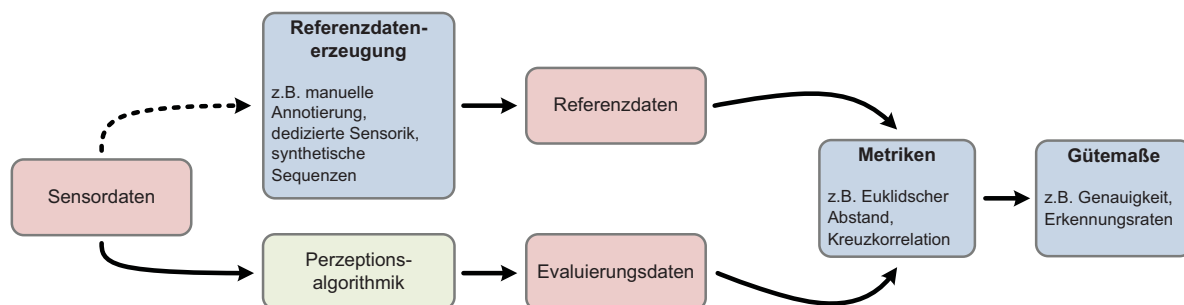 Referenzdaten-
erzeugung
z.B. manuelle
Annotierung,
dedizierte Sensorik,
synthetische
Sequenzen
Referenzdaten
Sensordaten
Metriken
z.B. Euklidscher
Abstand,
Kreuzkorrelation
Gütemaße
z.B. Genauigkeit,
Erkennungsraten
Perzeptions-
algorithmik
Evaluierungsdaten